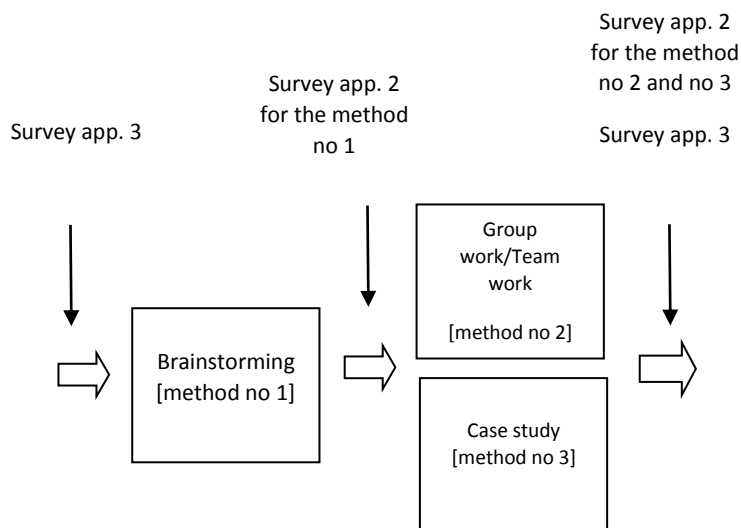 Survey app. 3
Survey app. 2
for the method
no 1
Survey app. 2
for the method
no 2 and no 3
Survey app. 3
Brainstorming
[method no 1]
Group
work/Team
work
[method no 2]
Case study
[method no 3]